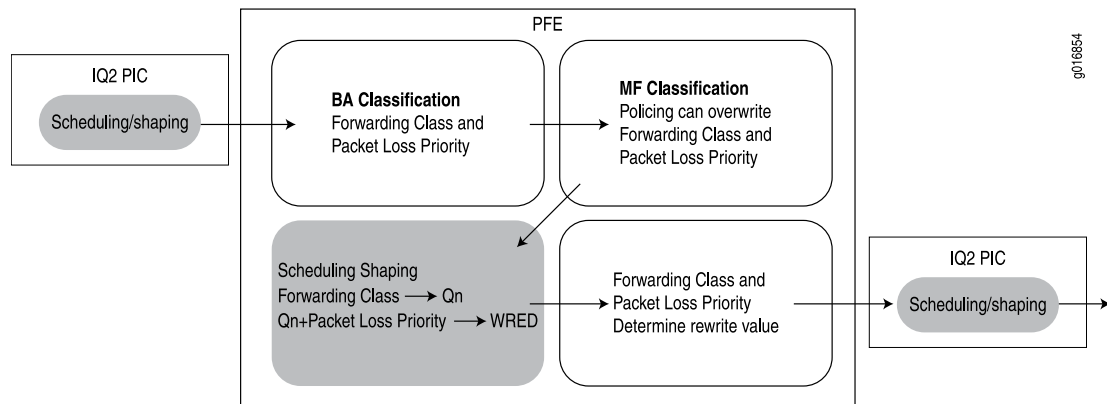 PFE
g016854
IQ2 PIC
Scheduling/shaping
BA Classification
Forwarding Class and
Packet Loss Priority
MF Classification
Policing can overwrite
Forwarding Class and
Packet Loss Priority
Scheduling Shaping
Forwarding Class → Qn
Qn+Packet Loss Priority → WRED
Forwarding Class and
Packet Loss Priority
Determine rewrite value
IQ2 PIC
Scheduling/shaping